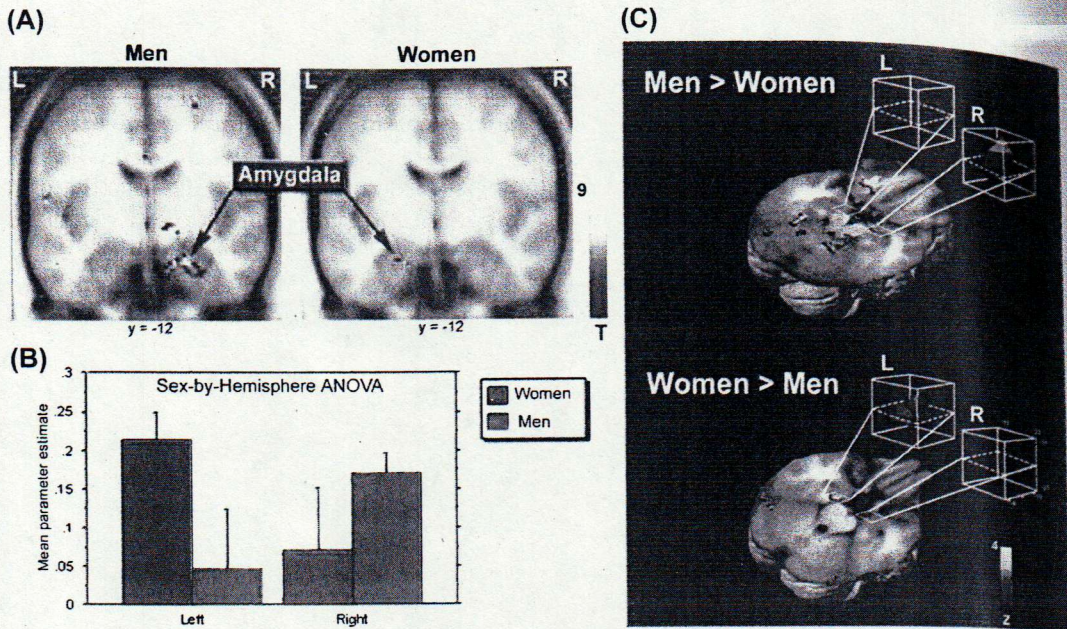 (A)
Men
Women
L
R
L
R
Amygdala
9
T
y = -12
y = -12
(B)
Sex-by-Hemisphere ANOVA
Women
Men
Mean parameter estimate
.3
.25
.2
.15
.1
.05
0
Left
Right
(C)
Men > Women
L
R
Women > Men
L
R
4
z